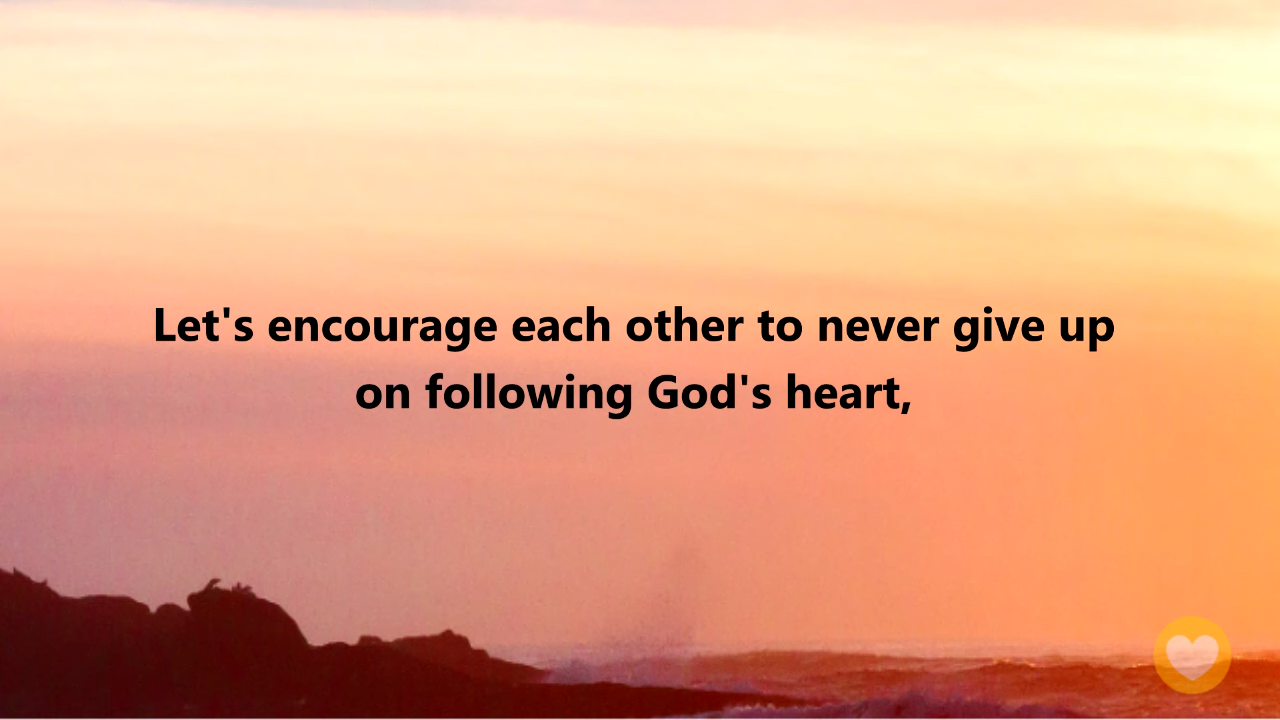 Let's encourage each other to never give up
on following God's heart,